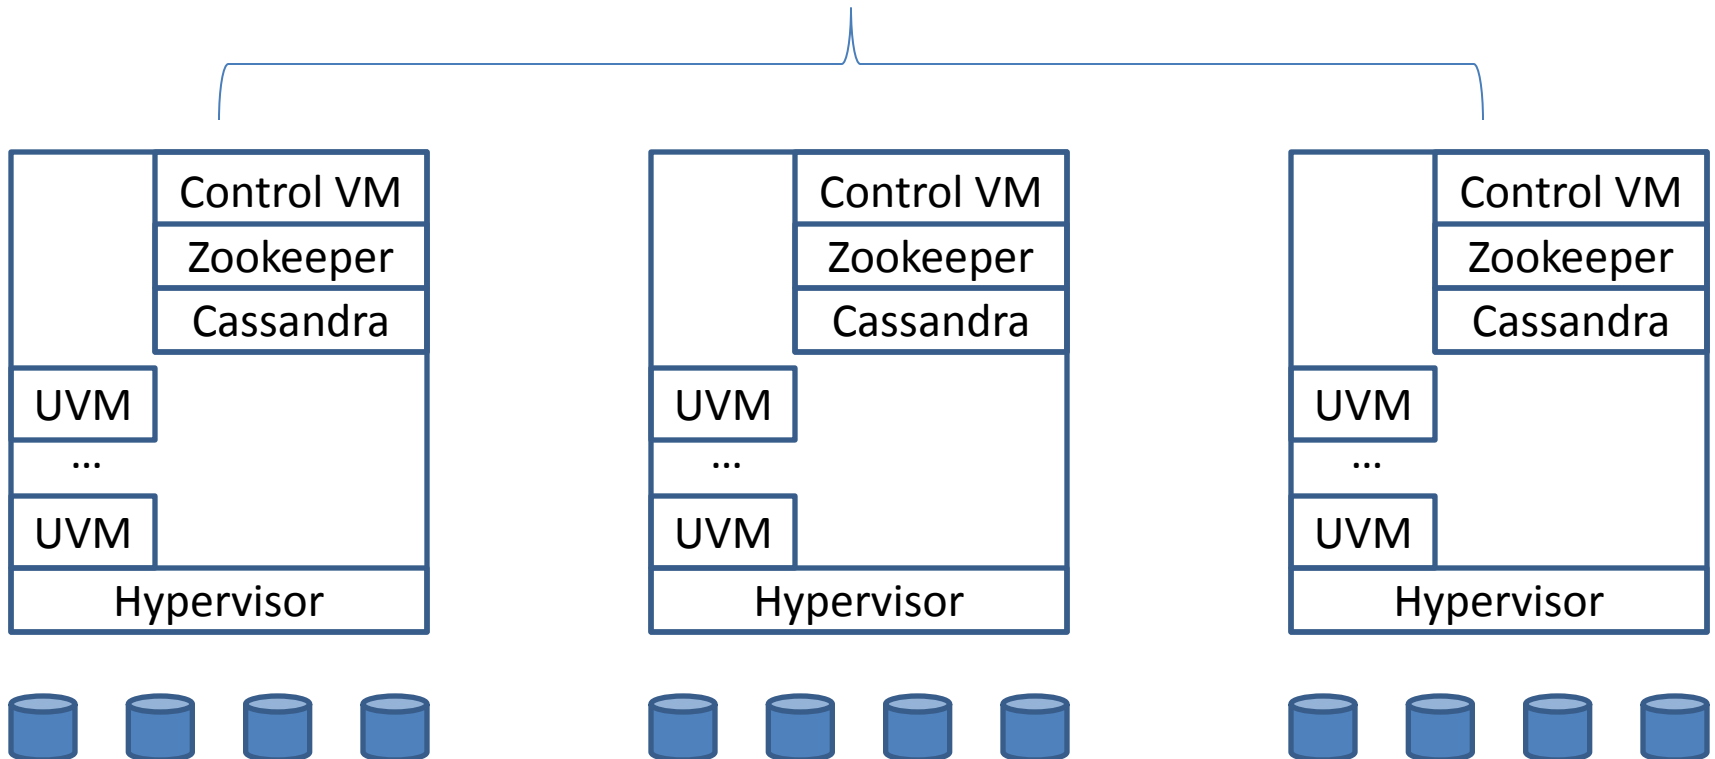 Control VM
Zookeeper
Cassandra
UVM
...
UVM
Hypervisor
Control VM
Zookeeper
Cassandra
UVM
...
UVM
Hypervisor
Control VM
Zookeeper
Cassandra
UVM
...
UVM
Hypervisor